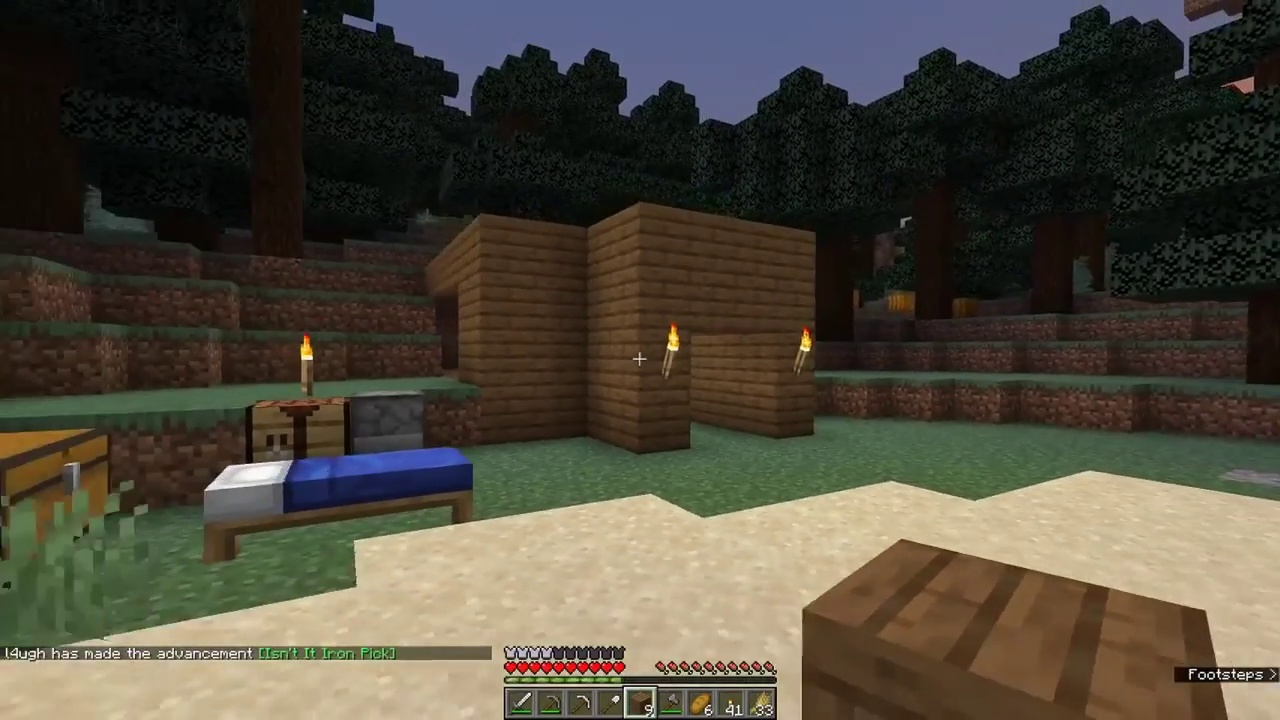 l4ugh has made the advancement [Isn't It Iron Pick]
Footsteps >
9 6 41 33